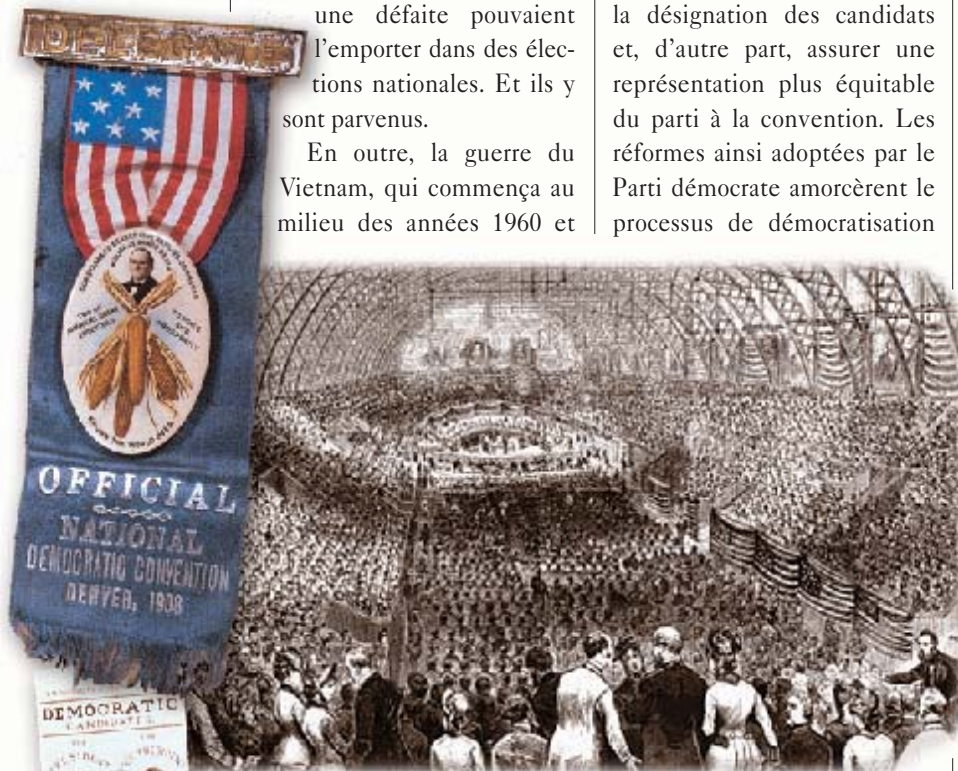 une défaite pouvaient
l'emporter dans des élec-
tions nationales. Et ils y
sont parvenus.
En outre, la guerre du
Vietnam, qui commença au
milieu des années 1960 et
la désignation des candidats
et, d'autre part, assurer une
représentation plus équitable
du parti à la convention. Les
réformes ainsi adoptées par le
Parti démocrate amorcèrent le
processus de démocratisation
DELEGATE
OFFICIAL
NATIONAL
DEMOCRATIC CONVENTION
DENVER, 1908
DEMOCRATIC
CANDIDATES